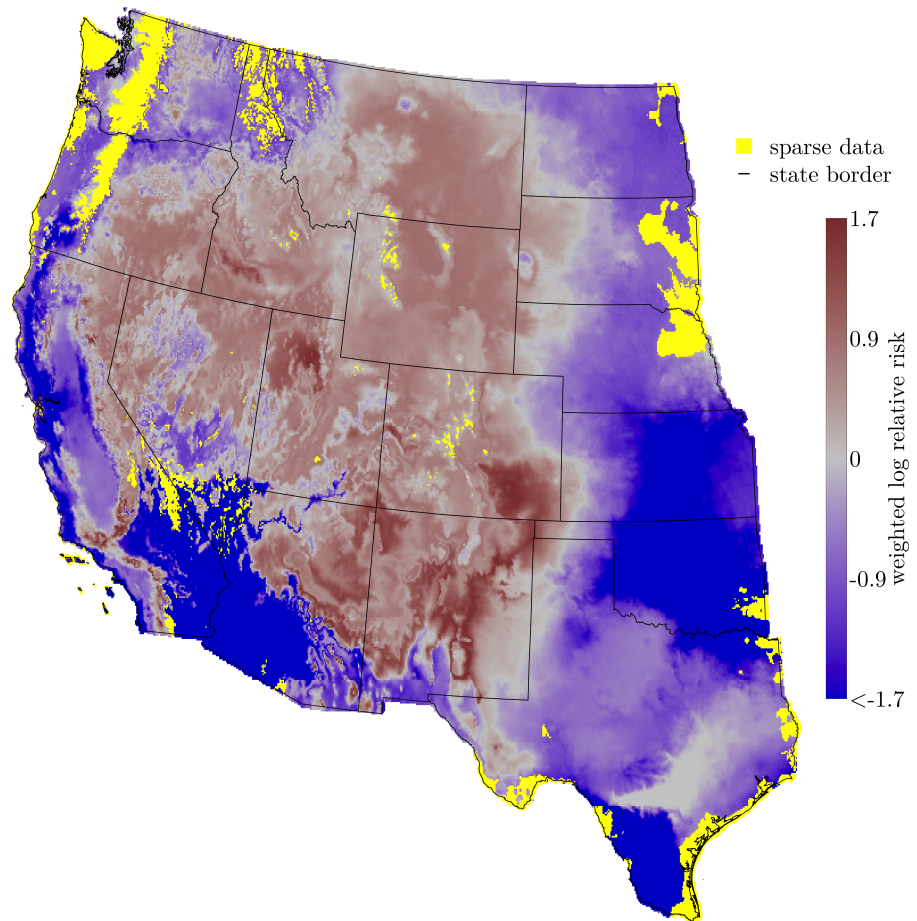 sparse data
state border
1.7
0.9
0
-0.9
<-1.7
weighted log relative risk